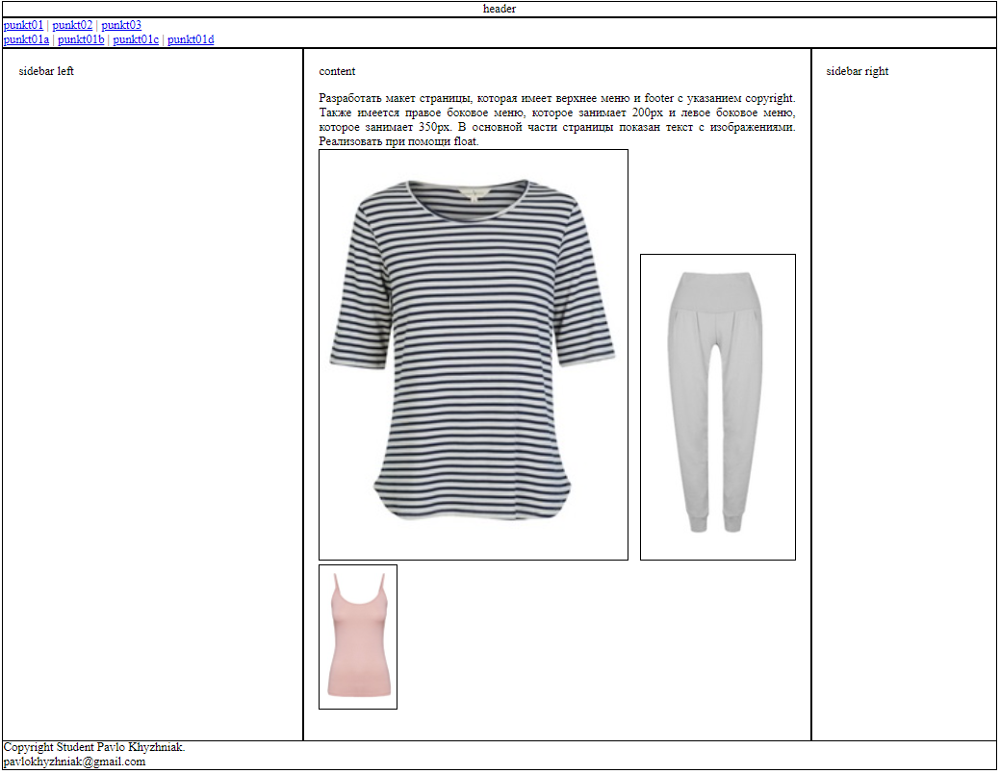 header
punkt01 | punkt02 | punkt03
punkt01a | punkt01b | punkt01c | punkt01d
sidebar left
content
Разработать макет страницы, которая имеет верхнее меню и footer с указанием copyright.
Также имеется правое боковое меню, которое занимает 200px и левое боковое меню,
которое занимает 350px. В основной части страницы показан текст с изображениями.
Реализовать при помощи float.
sidebar right
Copyright Student Pavlo Khyzhniak.
pavlokhyzhniak@gmail.com